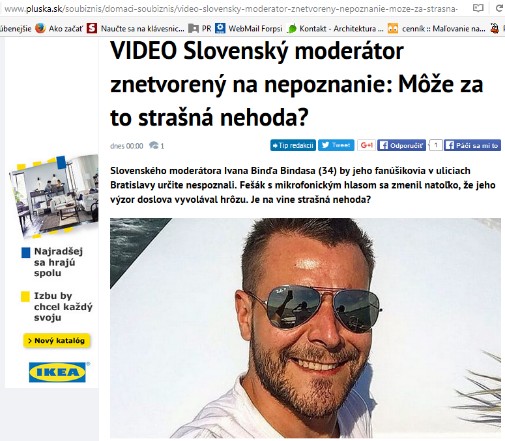 www.pluska.sk/soubiznis/domaci-soubiznis/video-slovensky-moderator-znetvoreny-nepoznanie-moze-za-strasna-
úbenejšie Ako začať Naučte sa na klávesnic... PR WebMail Forpsi Kontakt - Architektúra ... cenník :: Maľovanie na...
VIDEO Slovenský moderátor
znetvorený na nepoznanie: Môže za
to strašná nehoda?
dnes 00:00 1
Tip redakcii Tweet G+1 Odporučiť 1 Páči sa mi to
Slovenského moderátora Ivana Binďa Bindasa (34) by jeho fanúšikovia v uliciach
Bratislavy určite nespoznali. Fešák s mikrofonickým hlasom sa zmenil natoľko, že jeho
výzor doslova vyvolával hrôzu. Je na vine strašná nehoda?
Najradšej
sa hrajú
spolu
Izbu by
chcel každý
svoju
Nový katalóg
IKEA
Ray-Ban